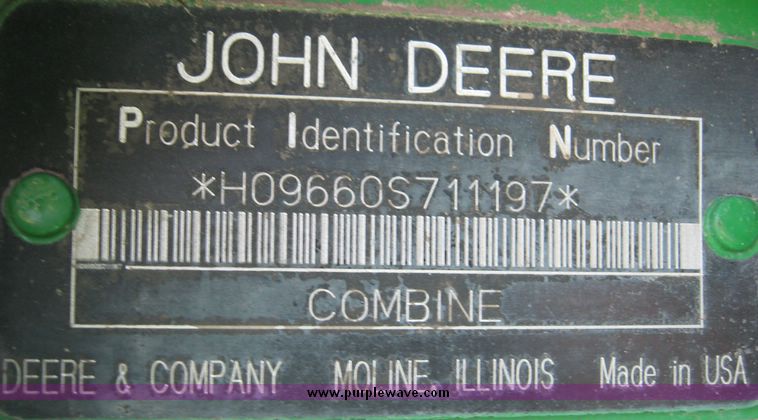 JOHN DEERE
Product Identification Number
*H09660S711197*
COMBINE
DEERE & COMPANY MOLINE, ILLINOIS Made in USA
www.purplewave.com